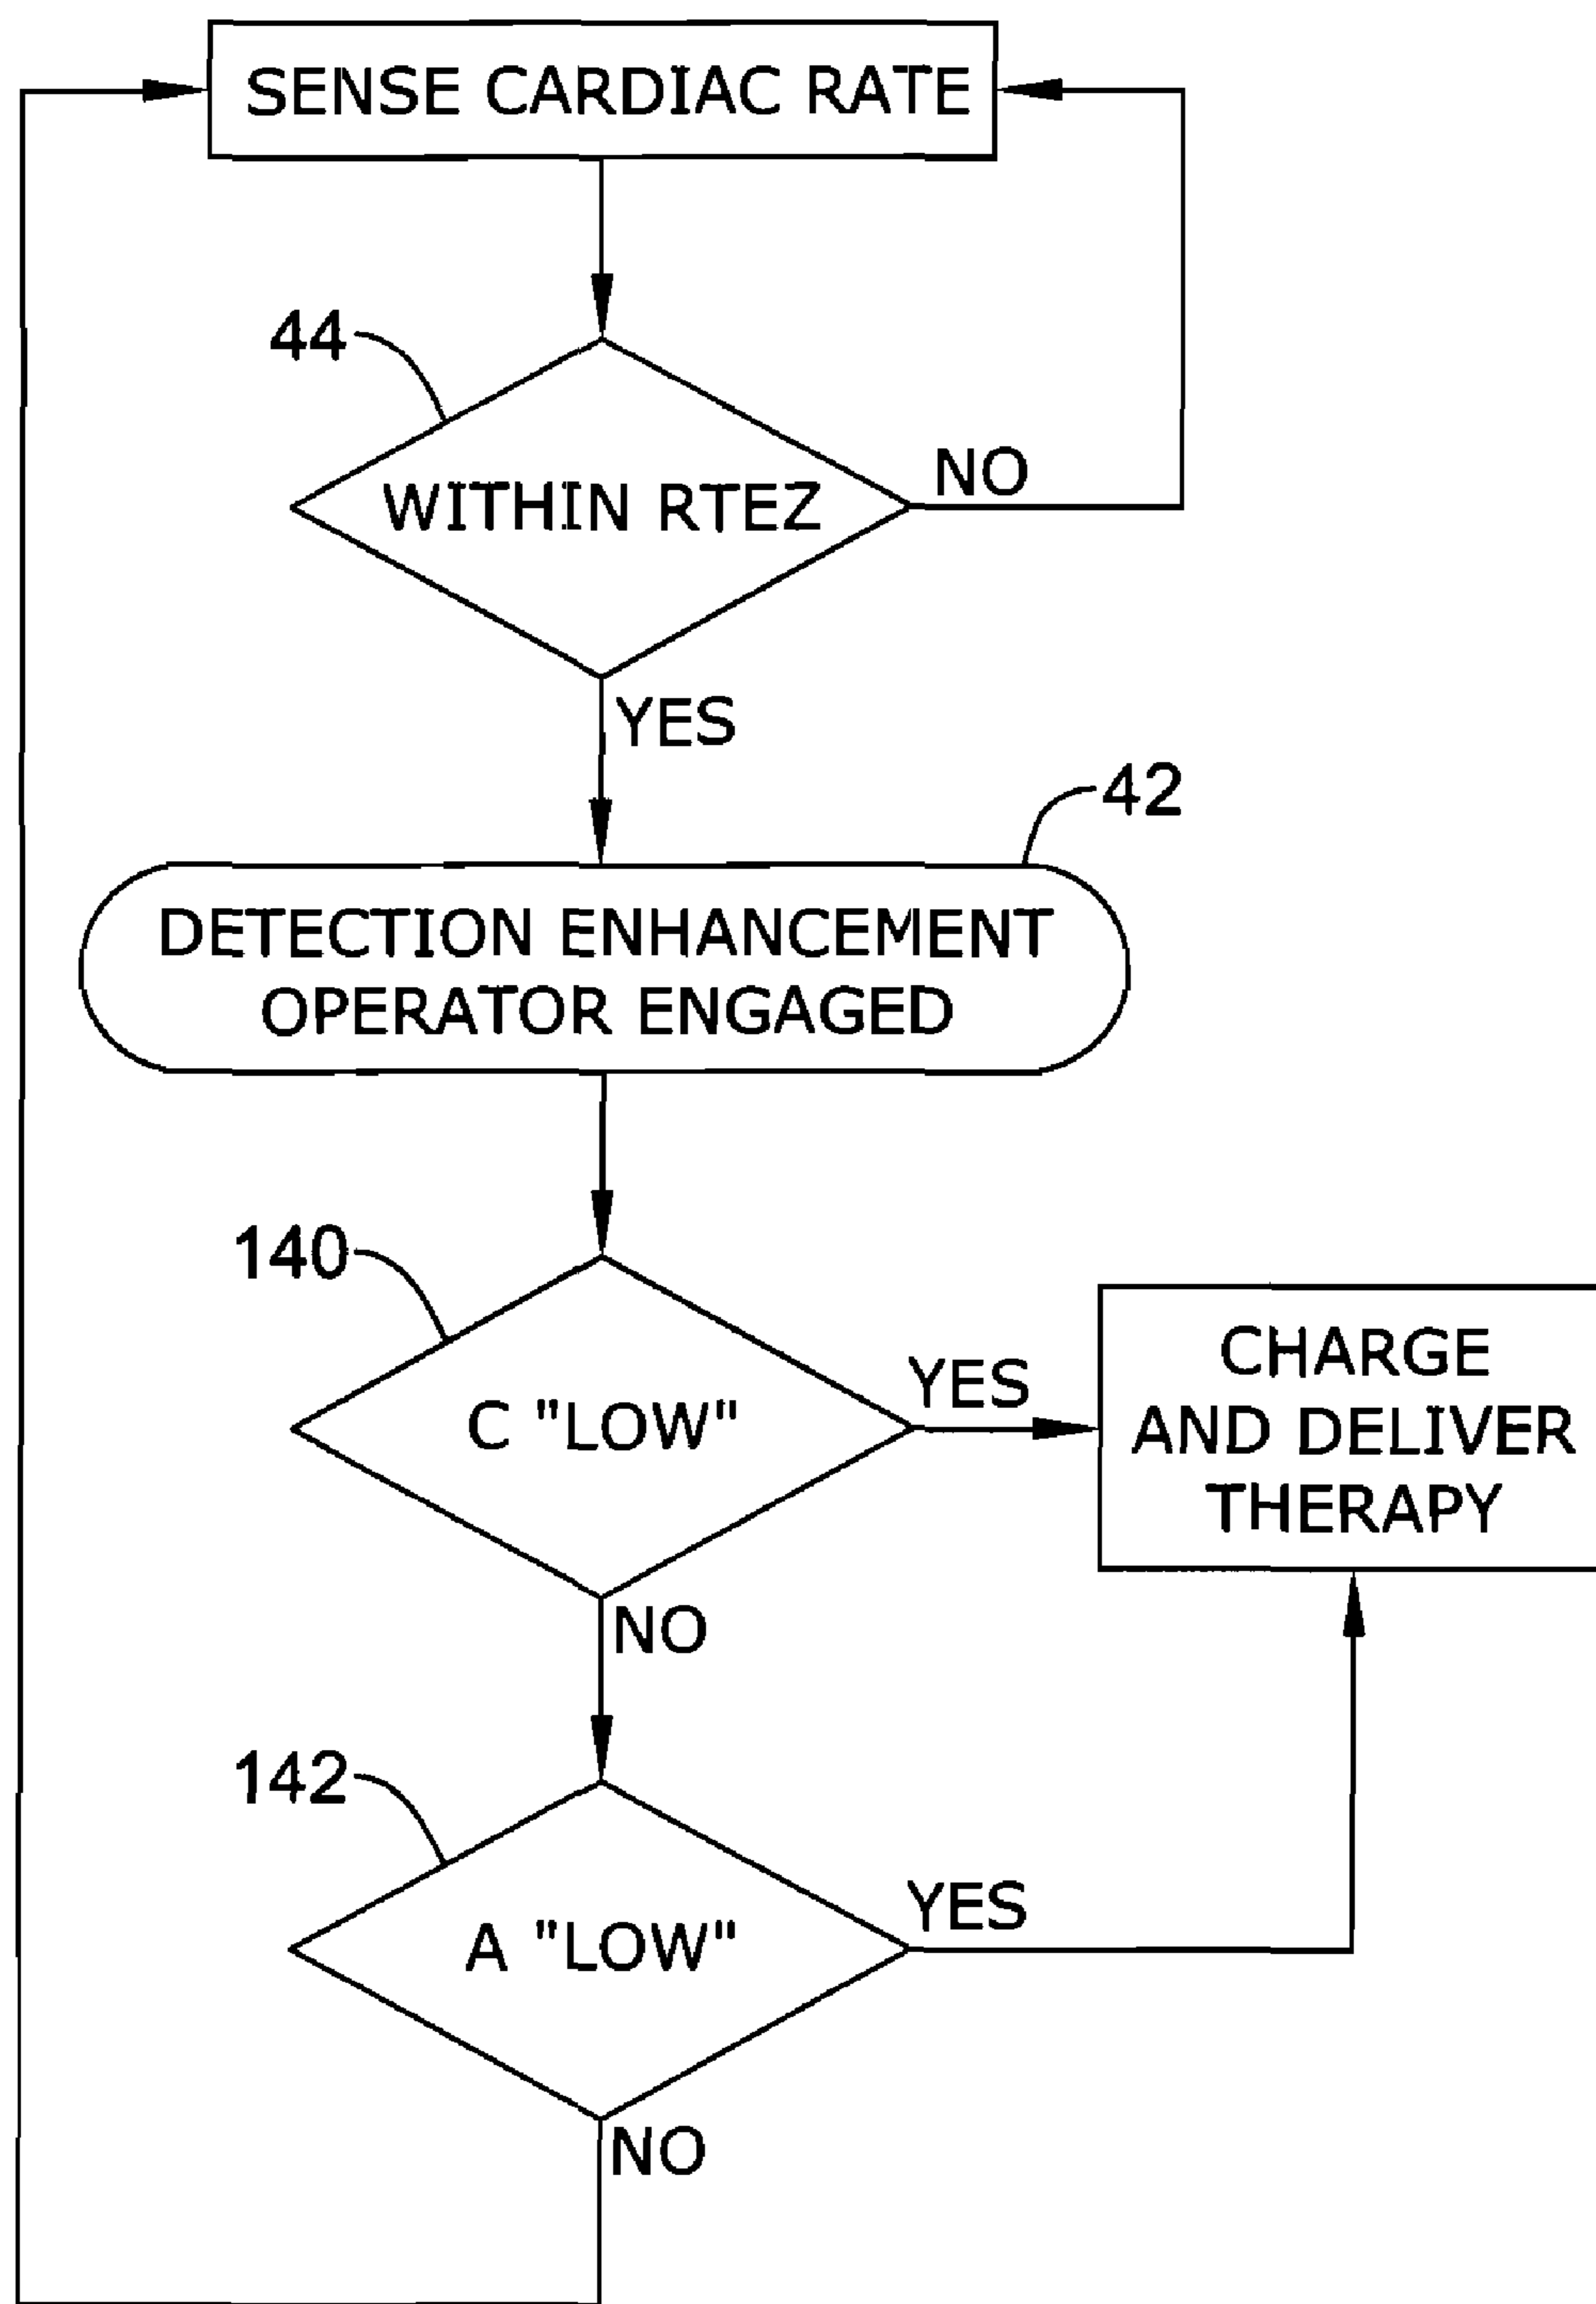 SENSE CARDIAC RATE
44
WITHIN RTEZ
NO
YES
42
DETECTION ENHANCEMENT
OPERATOR ENGAGED
140
C "LOW"
YES
CHARGE
AND DELIVER
THERAPY
NO
142
A "LOW"
YES
NO